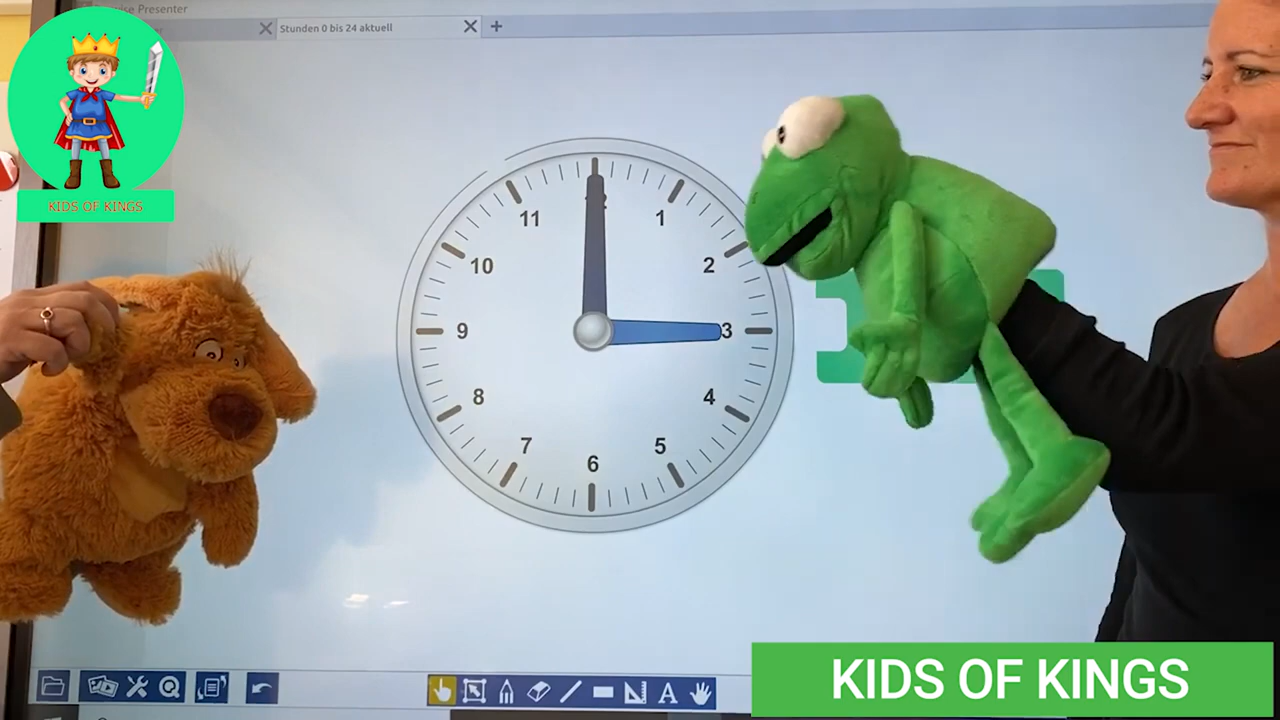 Presenter
Stunden 0 bis 24 aktuell
KIDS OF KINGS
11
1
10
2
9
3
8
4
7
5
6
A
KIDS OF KINGS